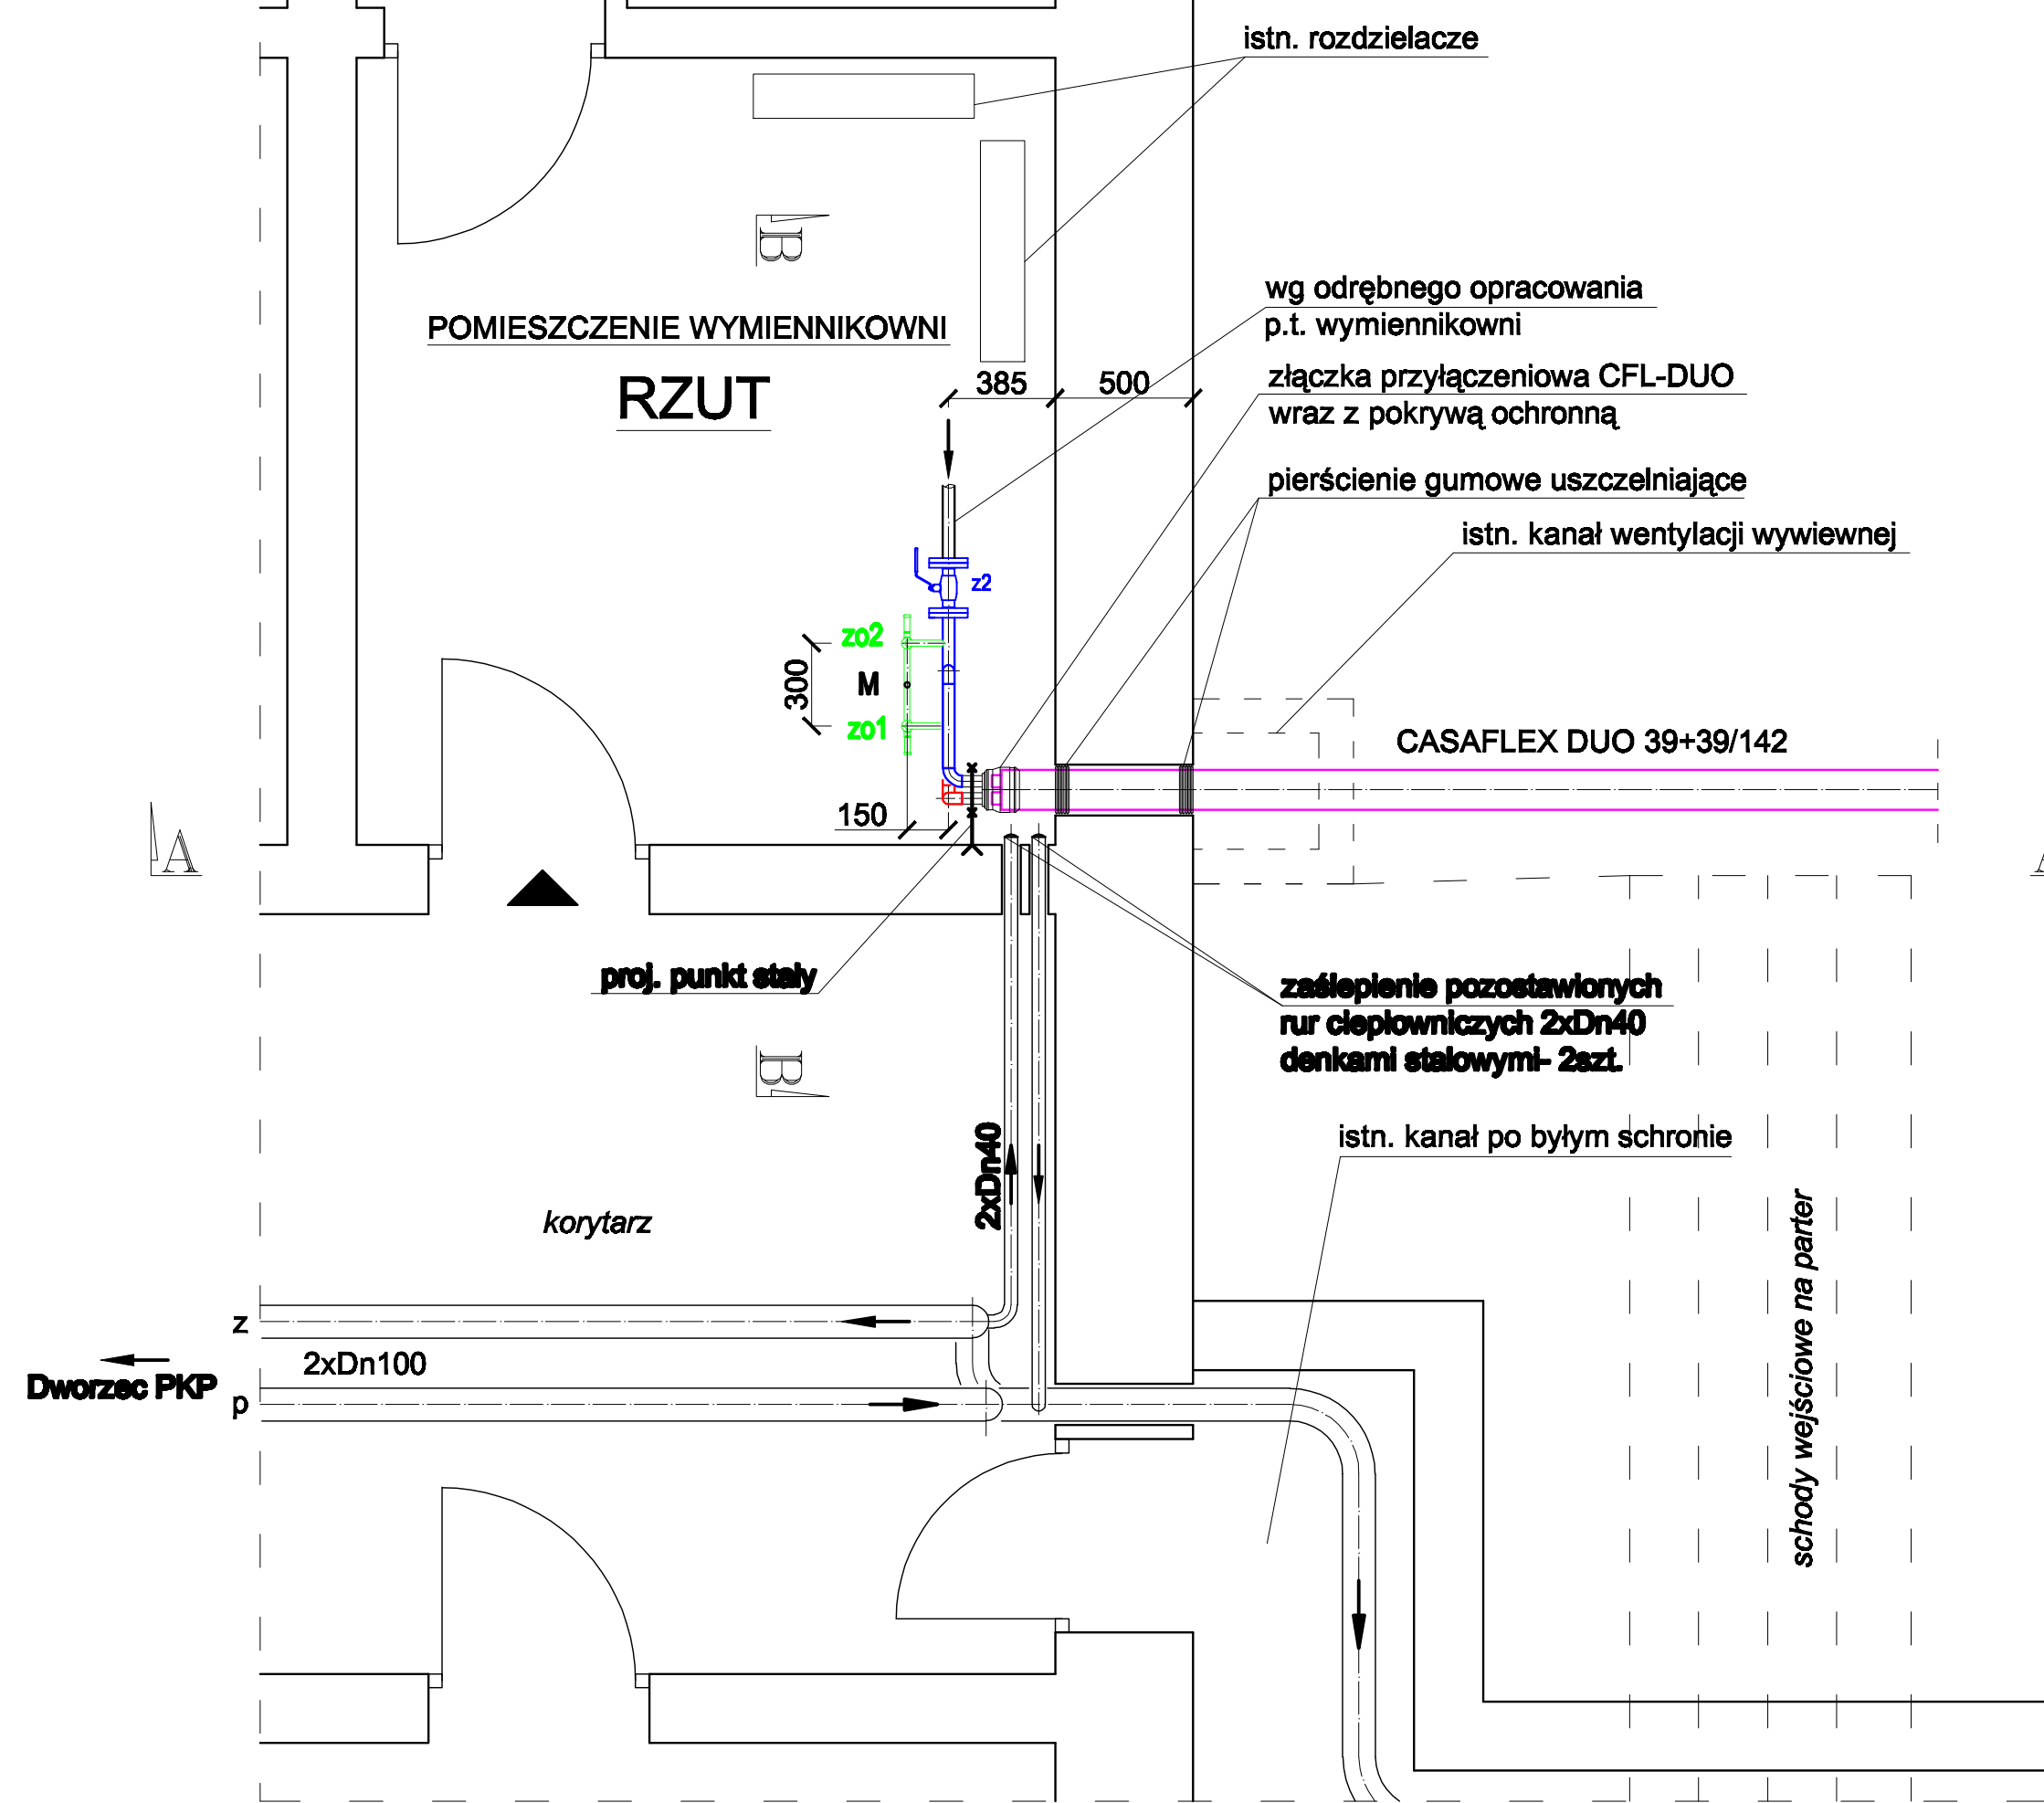 istn. rozdzielacze
B
wg odrębnego opracowania
p.t. wymiennikowni
POMIESZCZENIE WYMIENNIKOWNI
RZUT
385
500
złączka przyłączeniowa CFL-DUO
wraz z pokrywą ochronną
pierścienie gumowe uszczelniające
istn. kanał wentylacji wywiewnej
z2
zo2
300
M
zo1
CASAFLEX DUO 39+39/142
150
A
proj. punkt stały
zaślepienie pozostawionych
rur ciepłowniczych 2xDn40
denkami stalowymi- 2szt.
B
istn. kanał po byłym schronie
2xDn40
korytarz
schody wejściowe na parter
z
2xDn100
Dworzec PKP
p